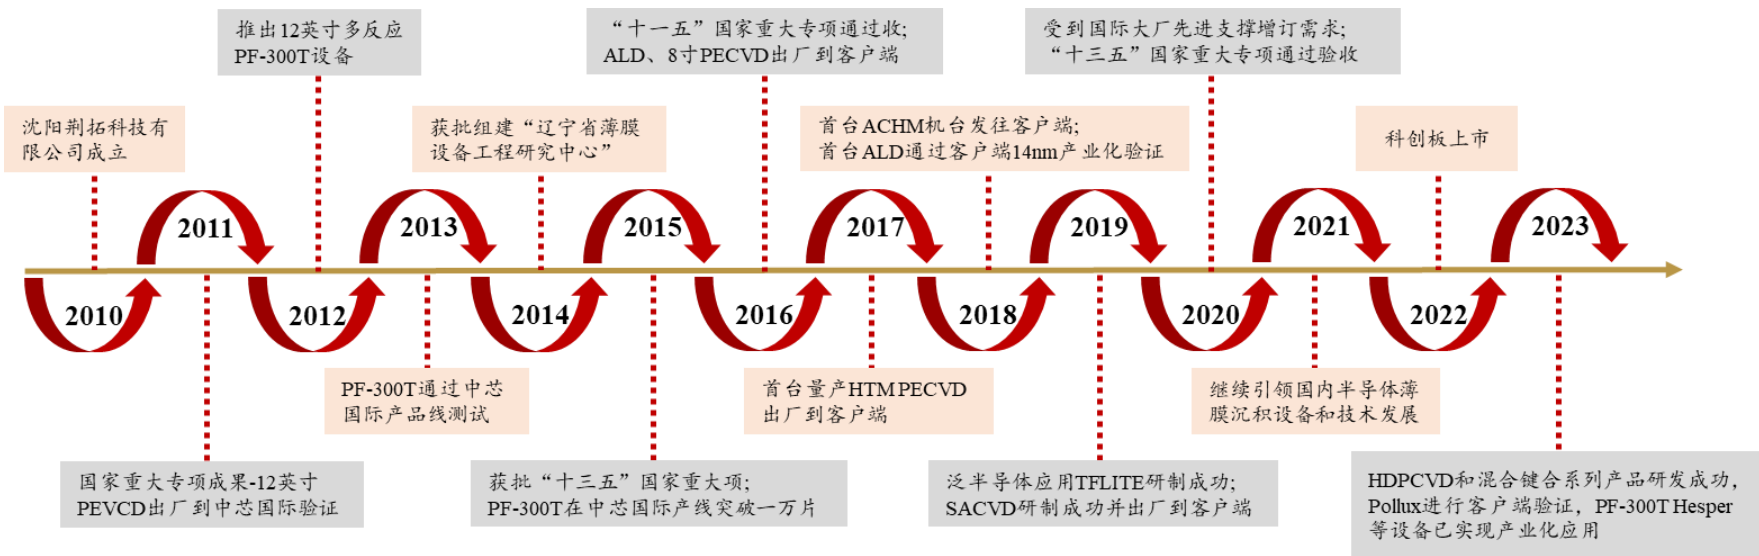 推出12英寸多反应
PF-300T设备
“十一五”国家重大专项通过收;
ALD、8寸PECVD出厂到客户端
受到国际大厂先进支撑增订需求;
“十三五”国家重大专项通过验收
沈阳荆拓科技有
限公司成立
获批组建“辽宁省薄膜
设备工程研究中心”
首台ACHM机台发往客户端;
首台ALD通过客户端14nm产业化验证
科创板上市
2011
2013
2015
2017
2019
2021
2023
2010
2012
2014
2016
2018
2020
2022
PF-300T通过中芯
国际产品线测试
首台量产HTM PECVD
出厂到客户端
继续引领国内半导体薄
膜沉积设备和技术发展
国家重大专项成果-12英寸
PEVCD出厂到中芯国际验证
获批“十三五”国家重大项;
PF-300T在中芯国际产线突破一万片
泛半导体应用TFLITE研制成功;
SACVD研制成功并出厂到客户端
HDPCVD和混合键合系列产品研发成功，
Pollux进行客户端验证，PF-300T Hesper
等设备已实现产业化应用